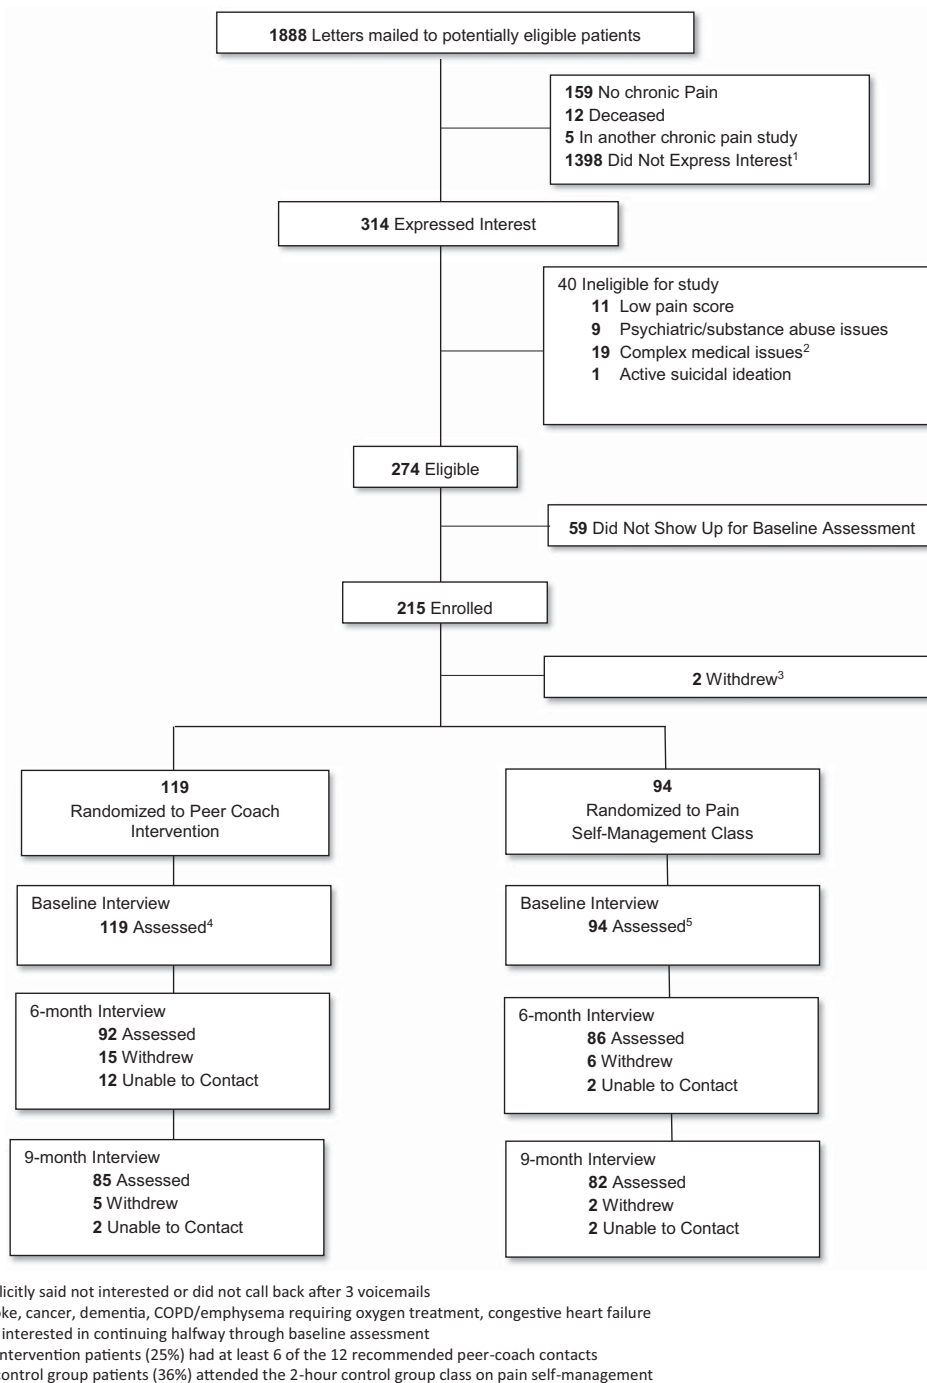 1888 Letters mailed to potentially eligible patients
159 No chronic Pain
12 Deceased
5 In another chronic pain study
1398 Did Not Express Interest1
314 Expressed Interest
40 Ineligible for study
11 Low pain score
9 Psychiatric/substance abuse issues
19 Complex medical issues2
1 Active suicidal ideation
274 Eligible
59 Did Not Show Up for Baseline Assessment
215 Enrolled
2 Withdrew3
119
Randomized to Peer Coach
Intervention
94
Randomized to Pain
Self-Management Class
Baseline Interview
119 Assessed4
Baseline Interview
94 Assessed5
6-month Interview
92 Assessed
15 Withdrew
12 Unable to Contact
6-month Interview
86 Assessed
6 Withdrew
2 Unable to Contact
9-month Interview
85 Assessed
5 Withdrew
2 Unable to Contact
9-month Interview
82 Assessed
2 Withdrew
2 Unable to Contact
said not interested or did not call back after 3 voicemails
cancer, dementia, COPD/emphysema requiring oxygen treatment, congestive heart failure
interested in continuing halfway through baseline assessment
patients (25%) had at least 6 of the 12 recommended peer-coach contacts
control group patients (36%) attended the 2-hour control group class on pain self-management